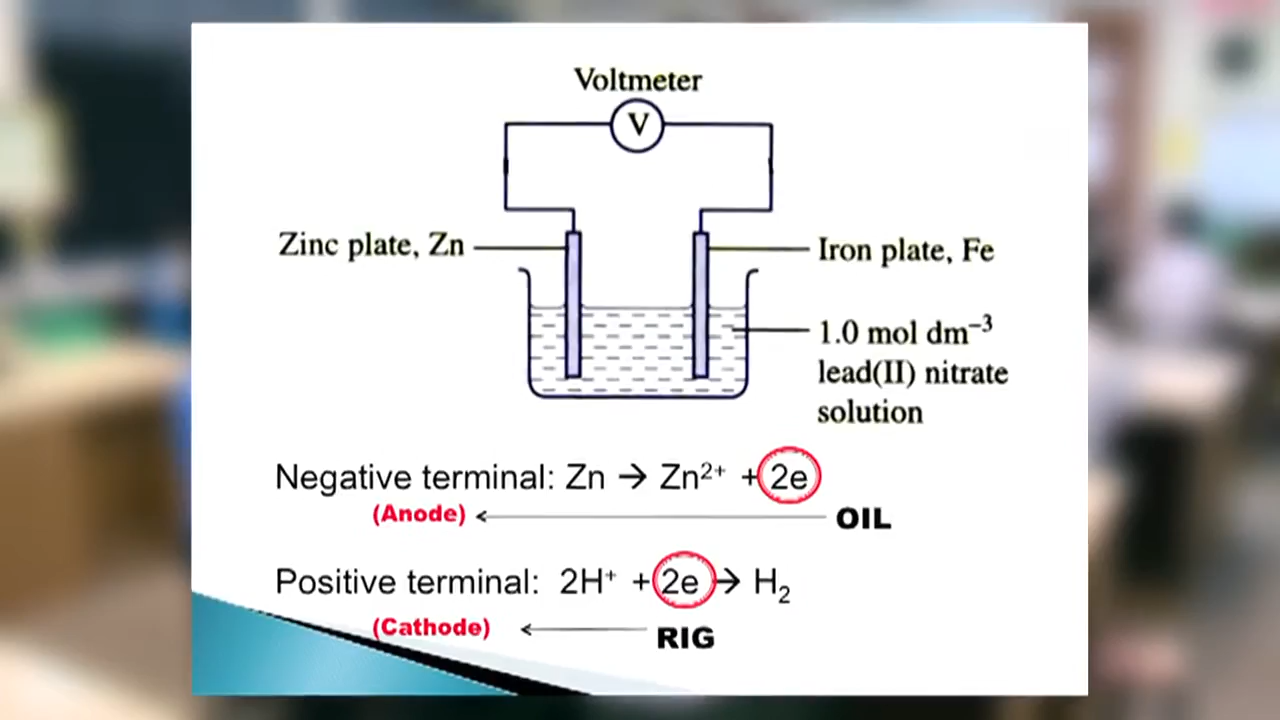 Voltmeter
V
Zinc plate, Zn
Iron plate, Fe
1.0 mol dm⁻³
lead(II) nitrate
solution
Negative terminal: Zn → Zn²⁺ + 2e
(Anode) ← OIL
Positive terminal: 2H⁺ + 2e → H₂
(Cathode) ← RIG